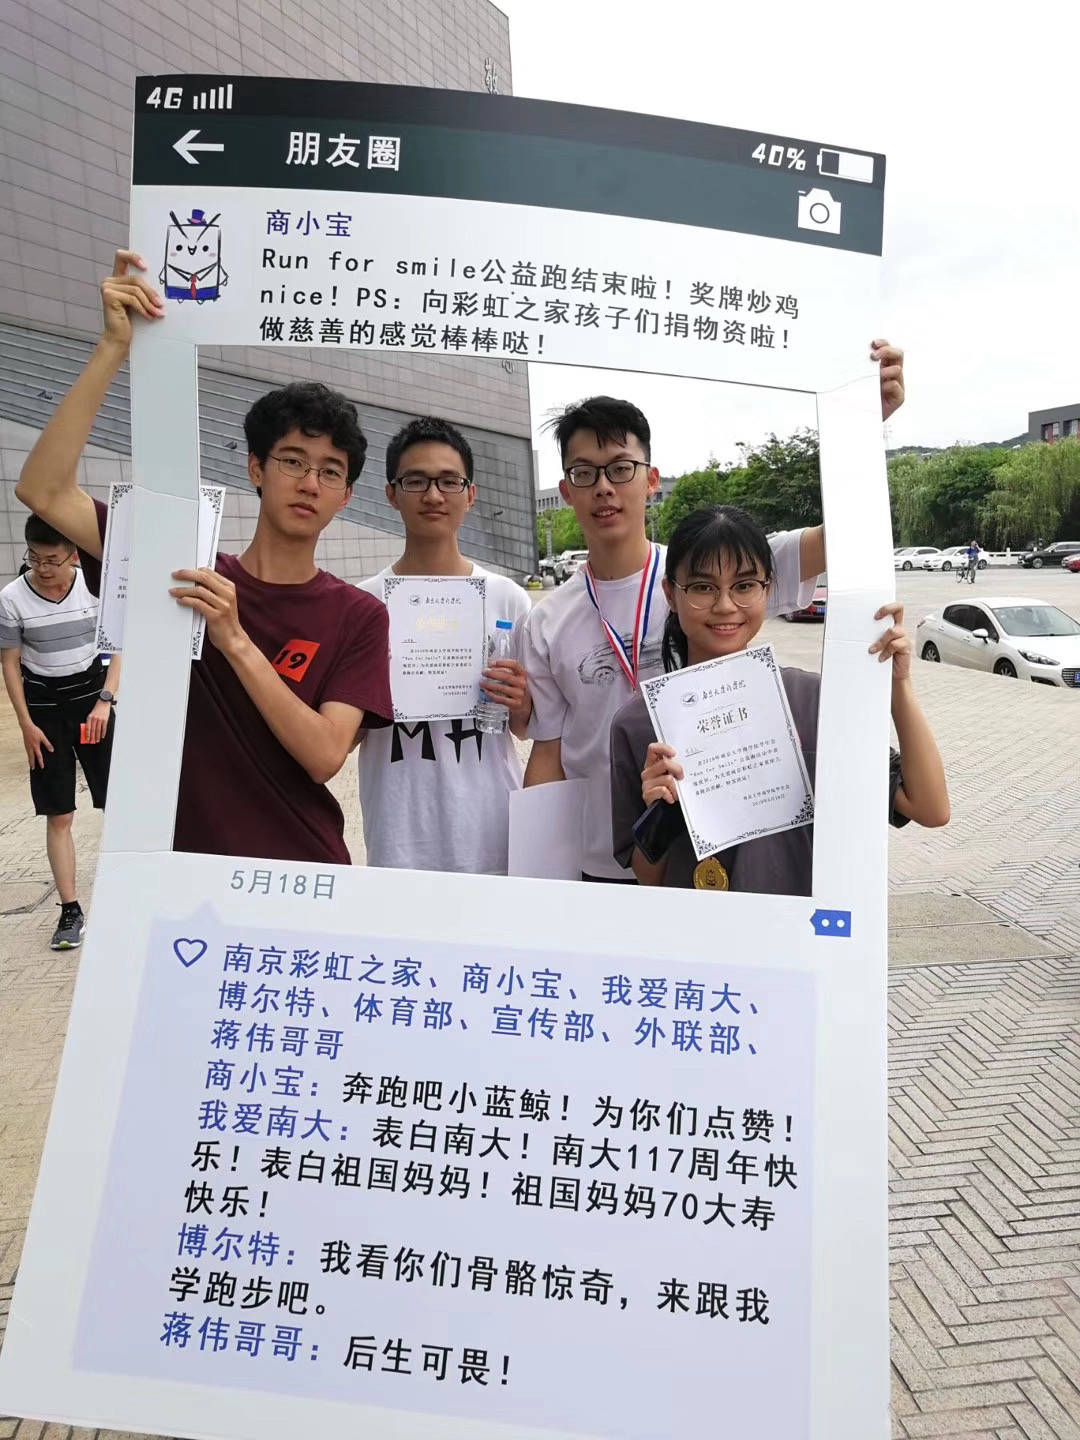 4G
40%
朋友圈
商小宝
Run for smile公益跑结束啦！奖牌炒鸡
nice！PS：向彩虹之家孩子们捐物资啦！
做慈善的感觉棒棒哒！
19
MH
荣誉证书
5月18日
南京彩虹之家、商小宝、我爱南大、
博尔特、体育部、宣传部、外联部、
蒋伟哥哥
商小宝：奔跑吧小蓝鲸！为你们点赞！
我爱南大：表白南大！南大117周年快
乐！表白祖国妈妈！祖国妈妈70大寿
快乐！
博尔特：我看你们骨骼惊奇，来跟我
学跑步吧。
蒋伟哥哥：后生可畏！